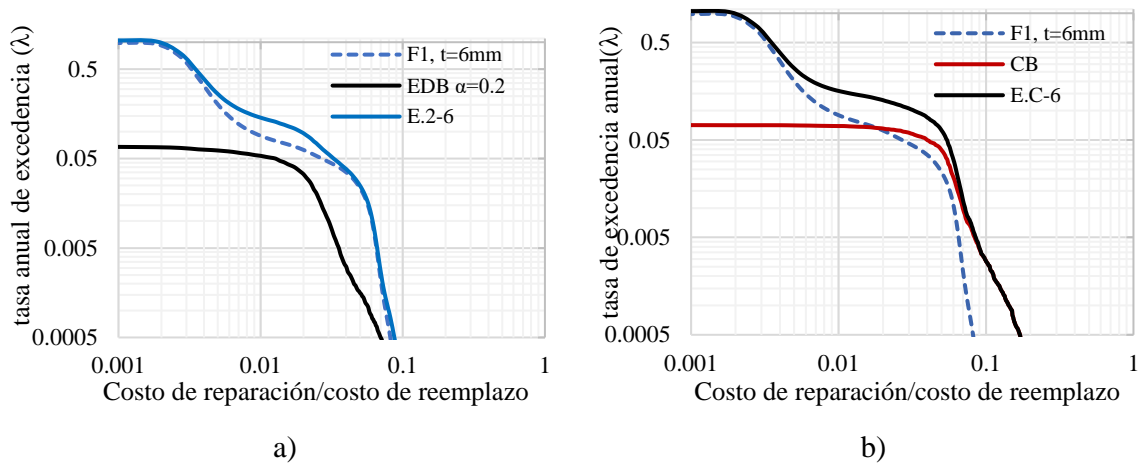 tasa anual de excedencia (λ)
0.5
0.05
0.005
0.0005
F1, t=6mm
EDB α=0.2
E.2-6
0.001
0.01
0.1
1
Costo de reparación/costo de reemplazo
a)
tasa de excedencia anual(λ)
0.5
0.05
0.005
0.0005
F1, t=6mm
CB
E.C-6
0.001
0.01
0.1
1
Costo de reparación/costo de reemplazo
b)